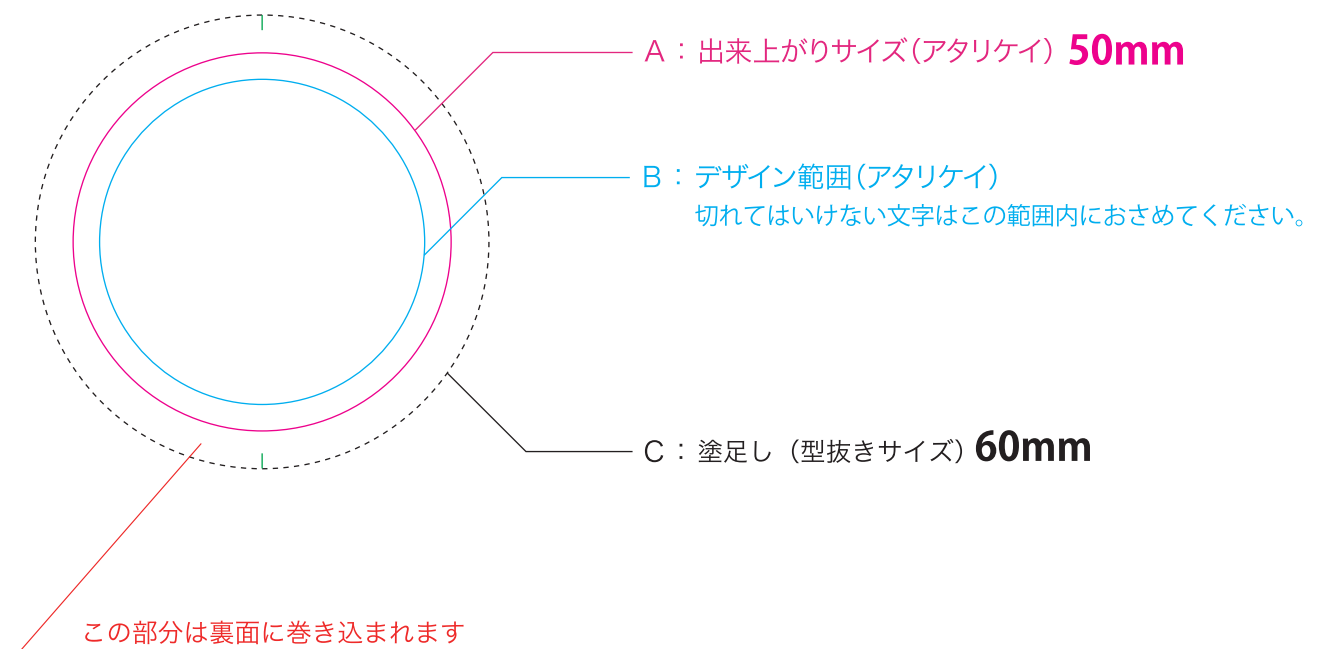 A：出来上がりサイズ（アタリケイ）50mm
B：デザイン範囲（アタリケイ）
切れてはいけない文字はこの範囲内におさめてください。
C：塗足し（型抜きサイズ）60mm
この部分は裏面に巻き込まれます